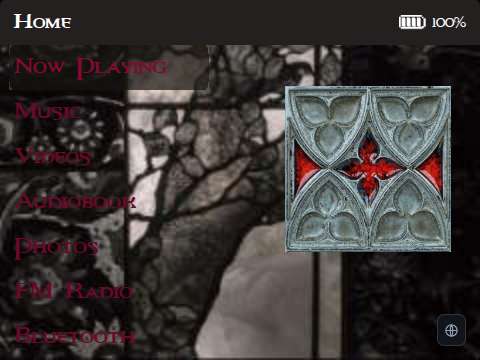 Home
100%
Now Playing
Music
Videos
Audiobook
Photos
FM Radio
Bluetooth